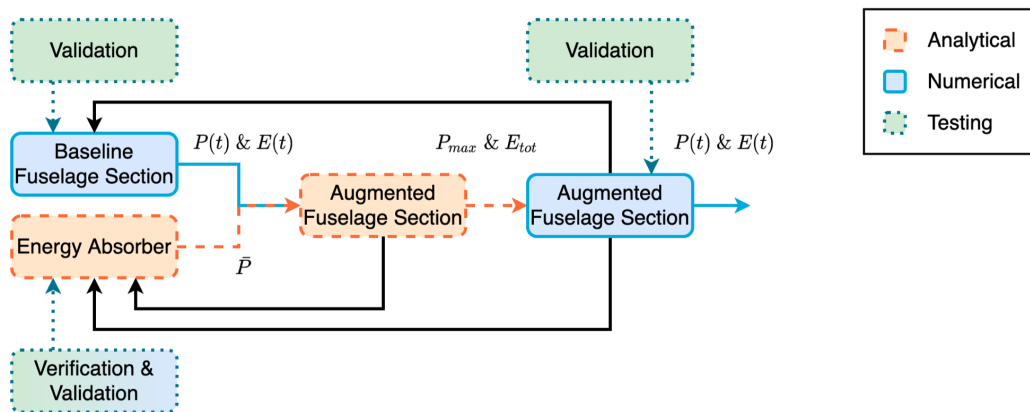 Validation
Validation
Analytical
Numerical
Testing
Baseline
Fuselage Section
P(t) & E(t)
P_max & E_tot
P(t) & E(t)
Augmented
Fuselage Section
Augmented
Fuselage Section
Energy Absorber
P̄
Verification &
Validation